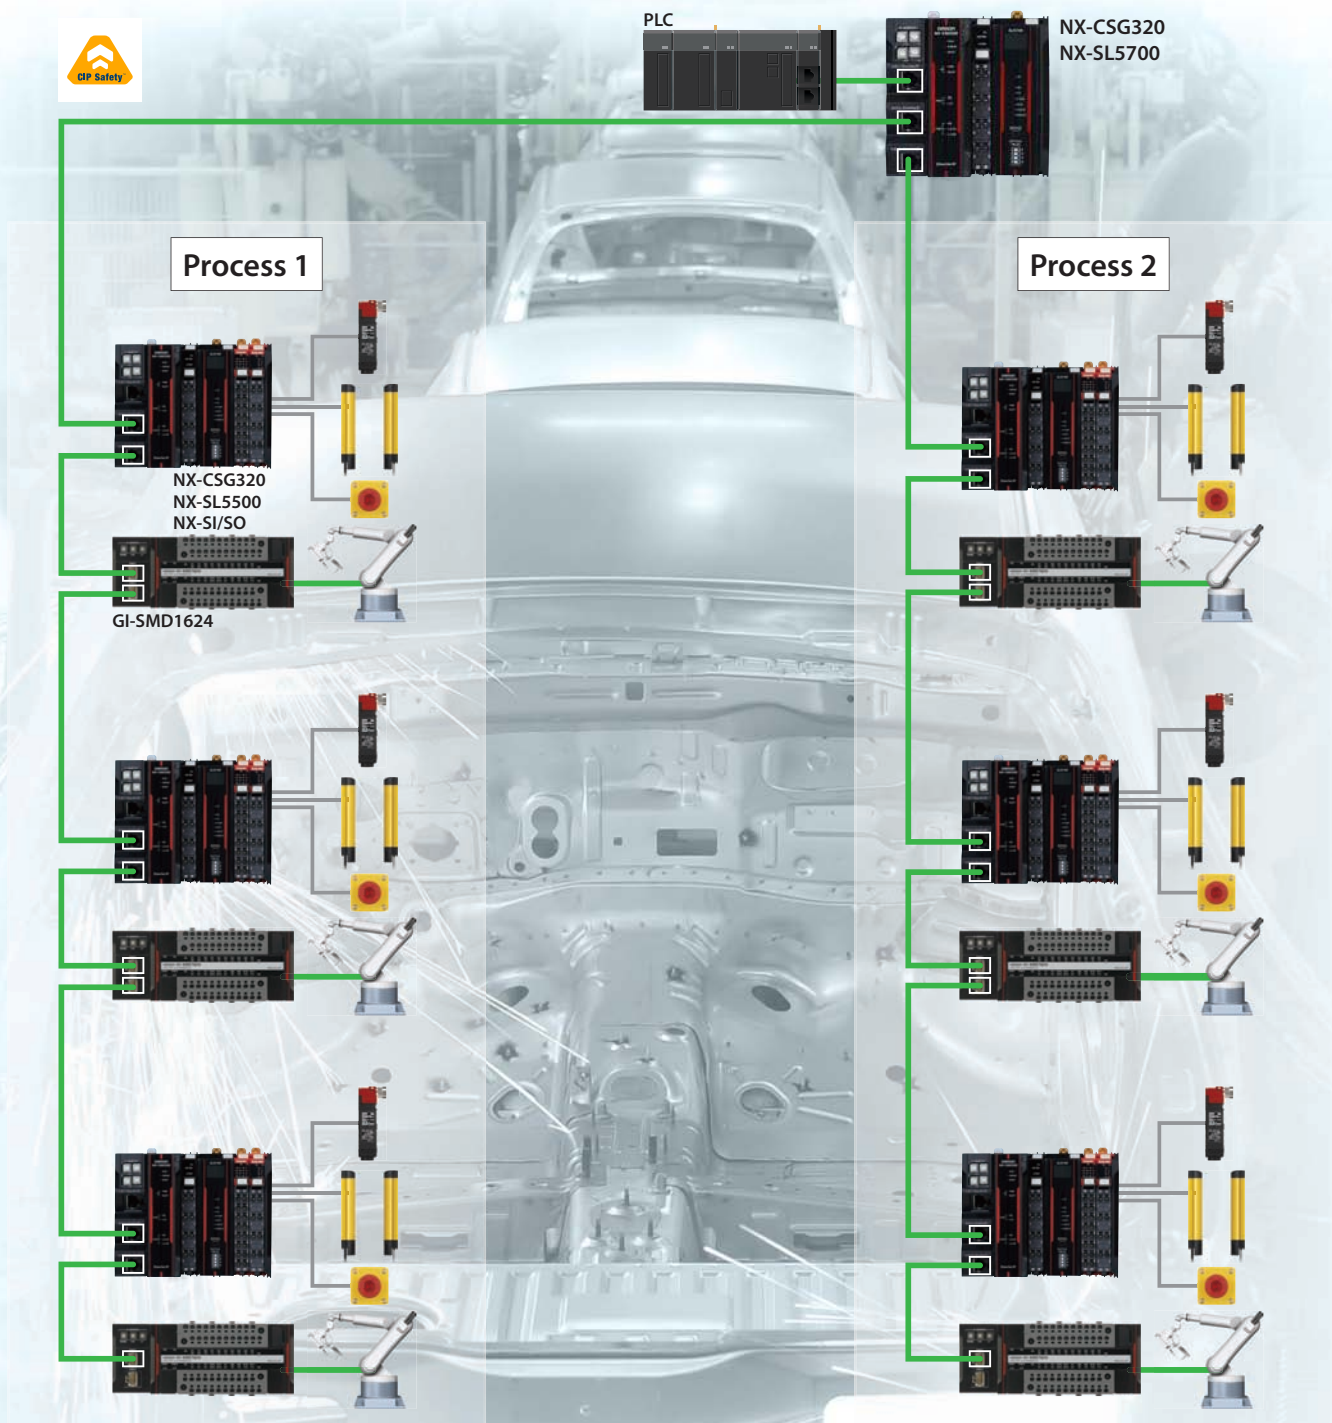 CIP Safety™
PLC
NX-CSG320
NX-SL5700
Process 1
Process 2
NX-CSG320
NX-SL5500
NX-SI/SO
GI-SMD1624